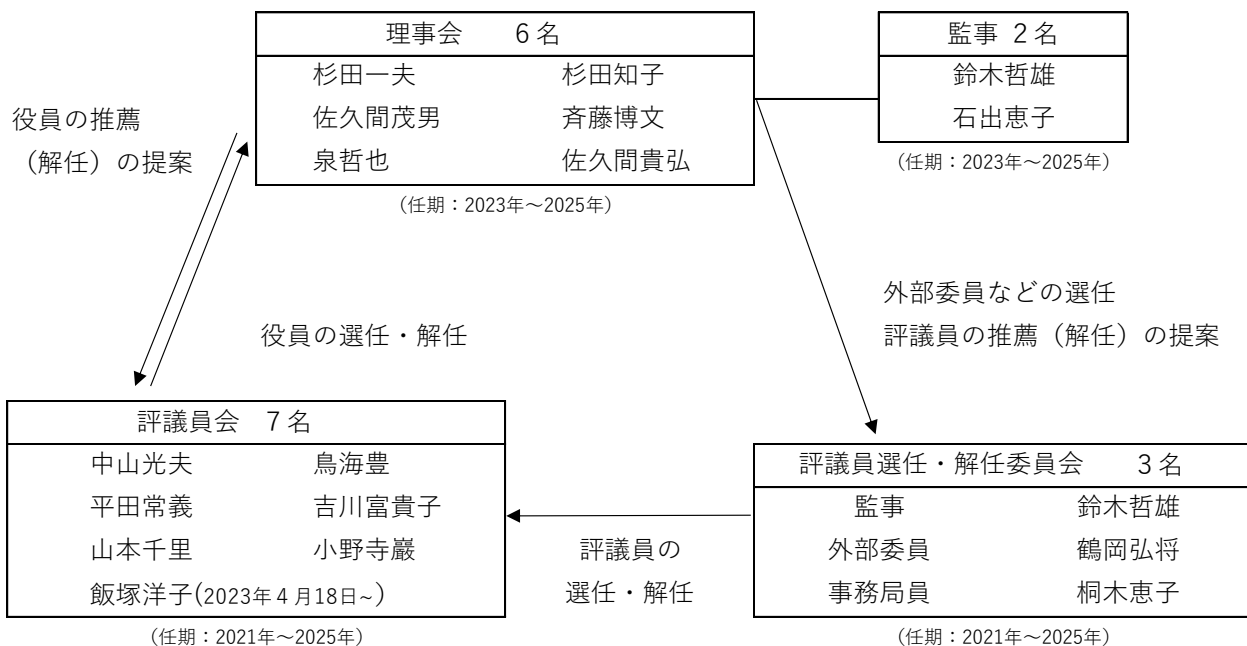 理事会　　６名
杉田一夫　　杉田知子
佐久間茂男　　斉藤博文
泉哲也　　佐久間貴弘
(任期：2023年～2025年)
監事 ２名
鈴木哲雄
石出恵子
(任期：2023年～2025年)
役員の推薦
（解任）の提案
役員の選任・解任
外部委員などの選任
評議員の推薦（解任）の提案
評議員会　７名
中山光夫　　鳥海豊
平田常義　　吉川富貴子
山本千里　　小野寺巖
飯塚洋子(2023年４月18日~)
(任期：2021年～2025年)
評議員の
選任・解任
評議員選任・解任委員会　　３名
監事　　鈴木哲雄
外部委員　　鶴岡弘将
事務局員　　桐木恵子
(任期：2021年～2025年)